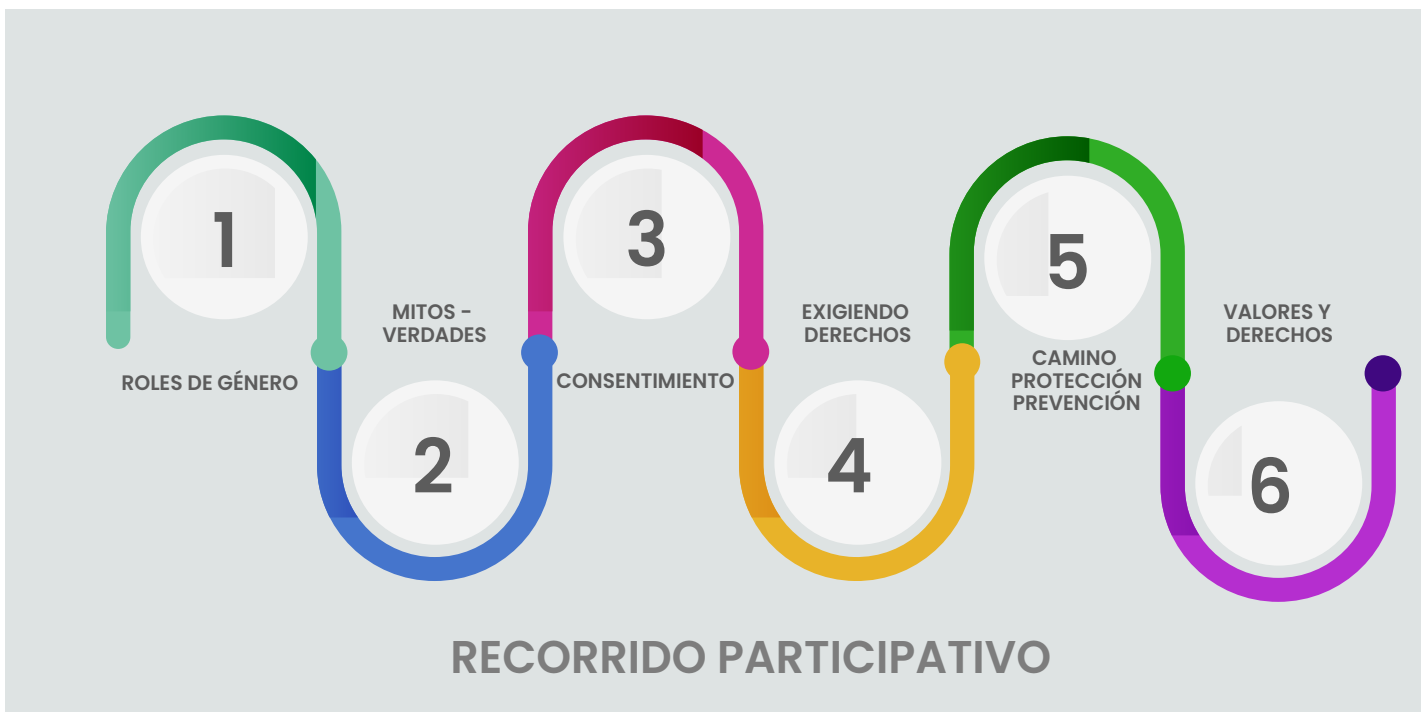 1
ROLES DE GÉNERO
MITOS -
VERDADES
2
3
CONSENTIMIENTO
EXIGIENDO
DERECHOS
4
5
CAMINO
PROTECCIÓN
PREVENCIÓN
VALORES Y
DERECHOS
6
RECORRIDO PARTICIPATIVO